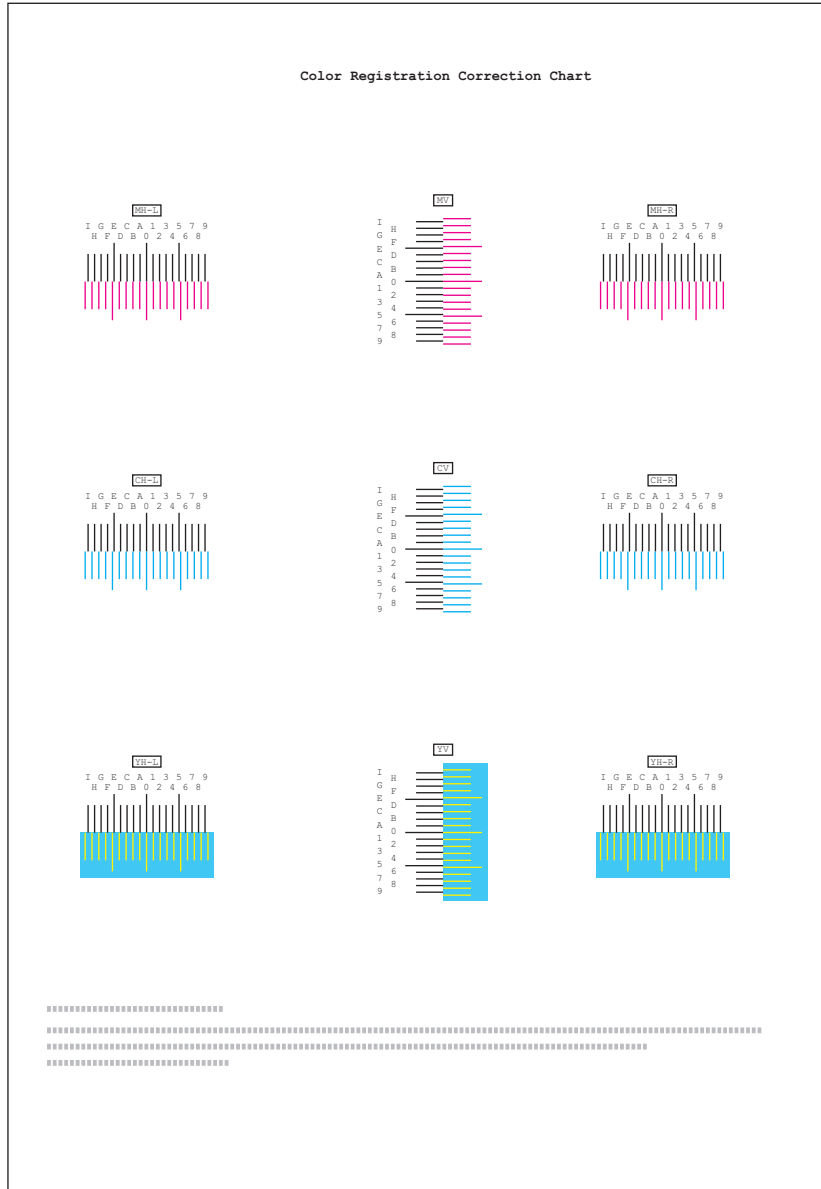 Color Registration Correction Chart
MH-L
I G E C A 1 3 5 7 9
H F D B 0 2 4 6 8
MV
I
H
G
F
E
D
C
B
A
0
1
2
3
4
5
6
7
8
9
MH-R
I G E C A 1 3 5 7 9
H F D B 0 2 4 6 8
CH-L
I G E C A 1 3 5 7 9
H F D B 0 2 4 6 8
CV
I
H
G
F
E
D
C
B
A
0
1
2
3
4
5
6
7
8
9
CH-R
I G E C A 1 3 5 7 9
H F D B 0 2 4 6 8
YH-L
I G E C A 1 3 5 7 9
H F D B 0 2 4 6 8
YV
I
H
G
F
E
D
C
B
A
0
1
2
3
4
5
6
7
8
9
YH-R
I G E C A 1 3 5 7 9
H F D B 0 2 4 6 8